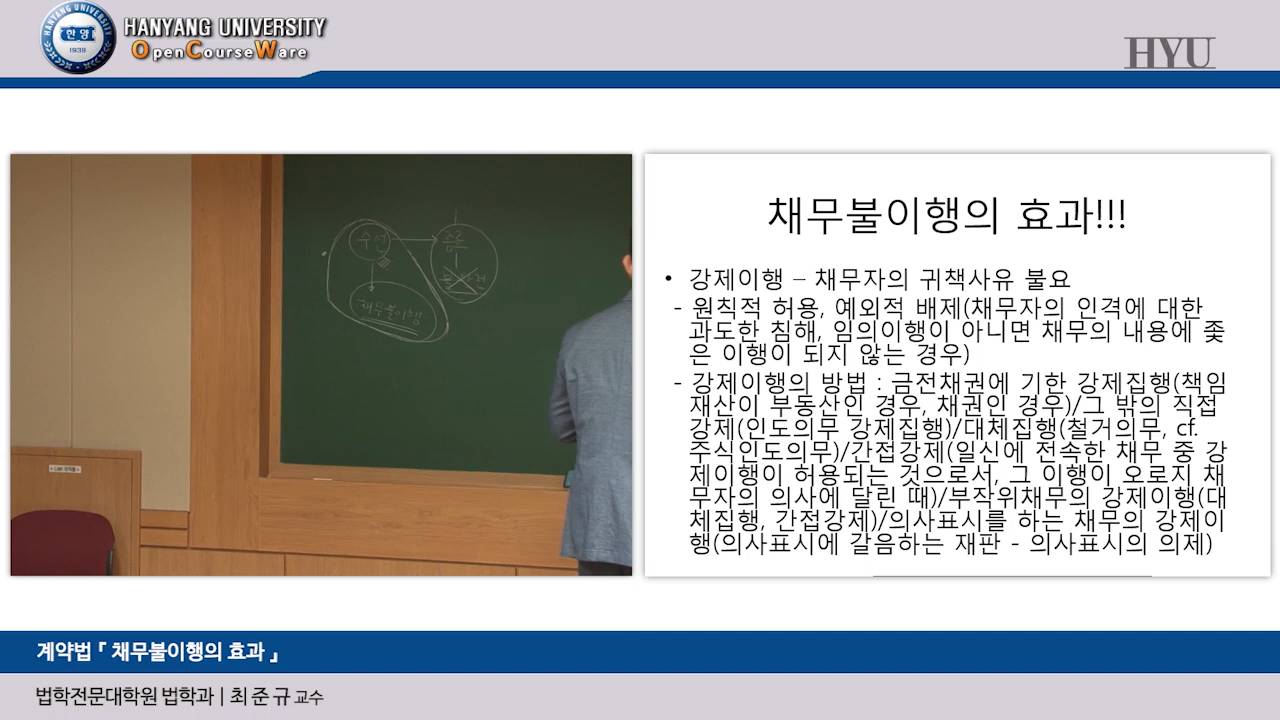 HANYANG UNIVERSITY
OpenCourseWare
HANYANG UNIVERSITY
한양
1939
HYU
수선
채무불이행
채무불이행의 효과!!!
• 강제이행 – 채무자의 귀책사유 불요
- 원칙적 허용, 예외적 배제(채무자의 인격에 대한
과도한 침해, 임의이행이 아니면 채무의 내용에 좇
은 이행이 되지 않는 경우)
- 강제이행의 방법 : 금전채권에 기한 강제집행(책임
재산이 부동산인 경우, 채권인 경우)/그 밖의 직접
강제(인도의무 강제집행)/대체집행(철거의무, cf.
주식인도의무)/간접강제(일신에 전속한 채무 중 강
제이행이 허용되는 것으로서, 그 이행이 오로지 채
무자의 의사에 달린 때)/부작위채무의 강제이행(대
체집행, 간접강제)/의사표시를 하는 채무의 강제이
행(의사표시에 갈음하는 재판 - 의사표시의 의제)
계약법 「 채무불이행의 효과 」
법학전문대학원 법학과 | 최 준 규 교수